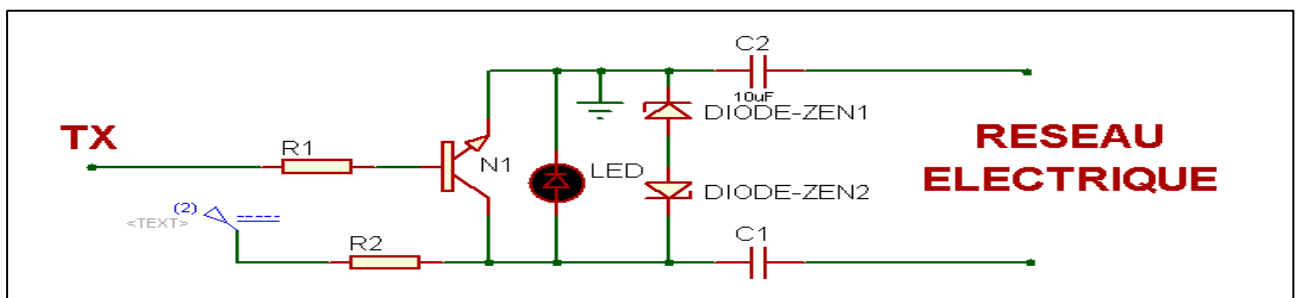 C2
10uF
DIODE-ZEN1
TX
R1
N1
LED
RESEAU
ELECTRIQUE
DIODE-ZEN2
(2)
<TEXT>
R2
C1